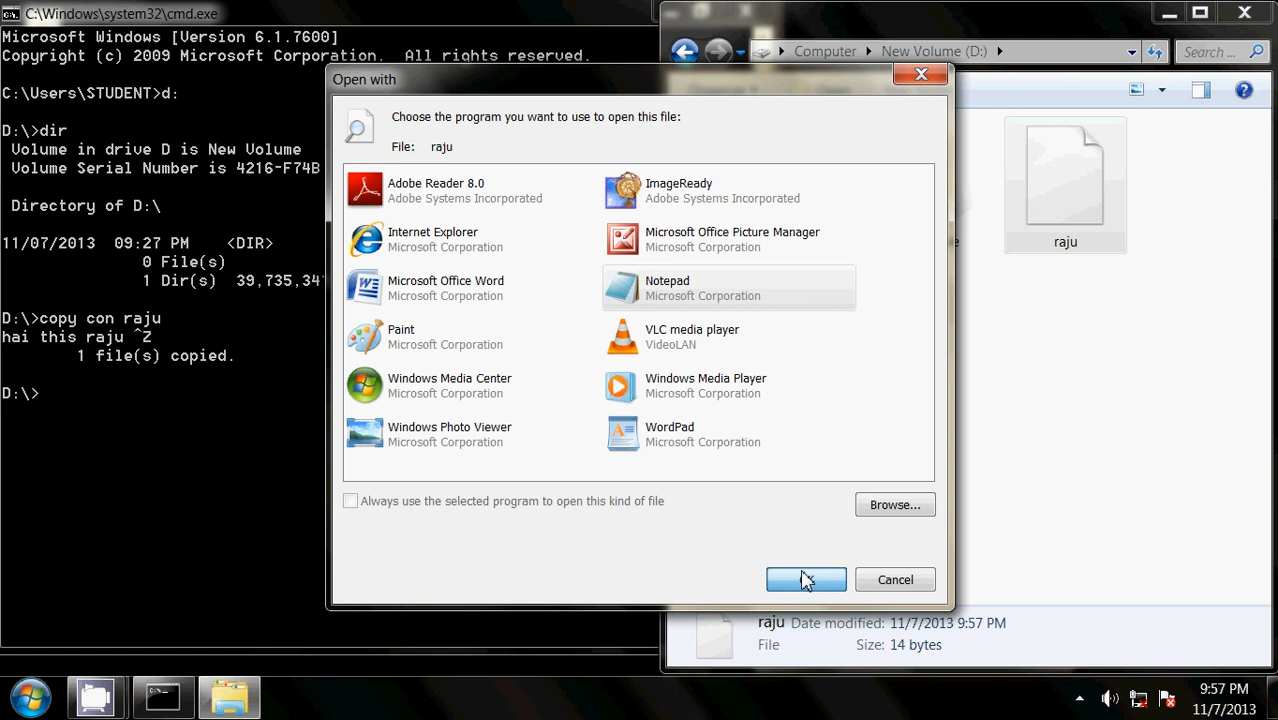 C:\Windows\system32\cmd.exe
Microsoft Windows [Version 6.1.7600]
Copyright (c) 2009 Microsoft Corporation.  All rights reserved.
C:\Users\STUDENT>d:
D:\>dir
Volume in drive D is New Volume
Volume Serial Number is 4216-F74B
Directory of D:\
11/07/2013  09:27 PM    <DIR>
0 File(s)
1 Dir(s)  39,735,34
D:\>copy con raju
hai this raju ^Z
1 file(s) copied.
D:\>
Computer
New Volume (D:)
Search ...
raju
Open with
Choose the program you want to use to open this file:
File: raju
Adobe Reader 8.0
Adobe Systems Incorporated
ImageReady
Adobe Systems Incorporated
Internet Explorer
Microsoft Corporation
Microsoft Office Picture Manager
Microsoft Corporation
Microsoft Office Word
Microsoft Corporation
Notepad
Microsoft Corporation
Paint
Microsoft Corporation
VLC media player
VideoLAN
Windows Media Center
Microsoft Corporation
Windows Media Player
Microsoft Corporation
Windows Photo Viewer
Microsoft Corporation
WordPad
Microsoft Corporation
Always use the selected program to open this kind of file
Browse...
Cancel
raju Date modified: 11/7/2013 9:57 PM
File Size: 14 bytes
9:57 PM
11/7/2013